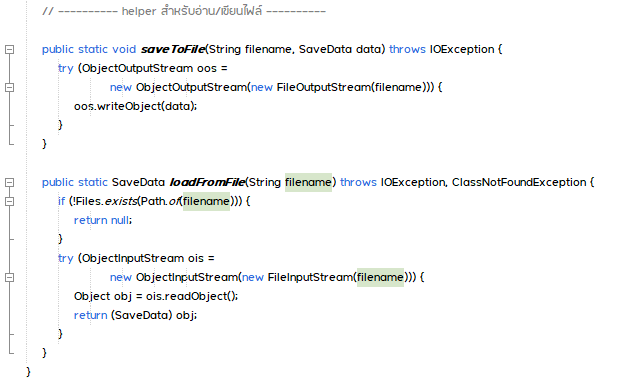 // ---------- helper สำหรับอ่าน/เขียนไฟล์ ----------
public static void saveToFile(String filename, SaveData data) throws IOException {
try (ObjectOutputStream oos =
new ObjectOutputStream(new FileOutputStream(filename))) {
oos.writeObject(data);
}
}
public static SaveData loadFromFile(String filename) throws IOException, ClassNotFoundException {
if (!Files.exists(Path.of(filename))) {
return null;
}
try (ObjectInputStream ois =
new ObjectInputStream(new FileInputStream(filename))) {
Object obj = ois.readObject();
return (SaveData) obj;
}
}
}